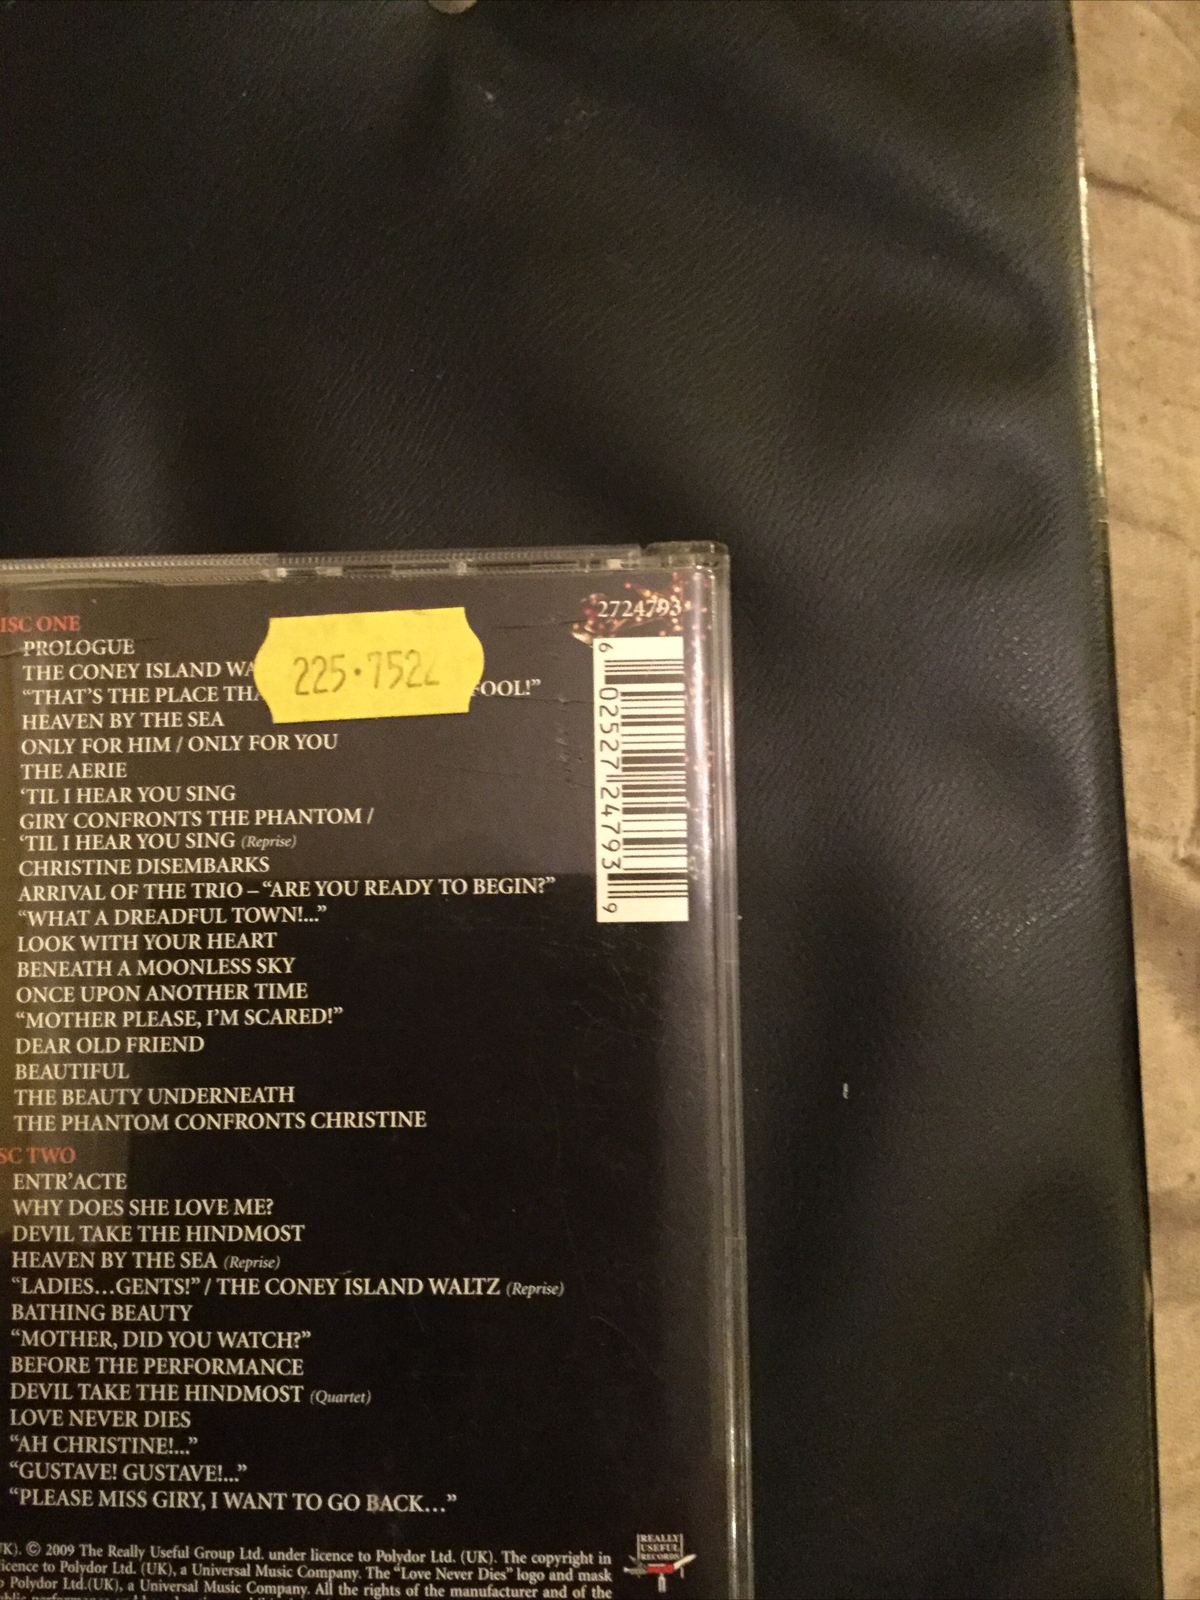 ISC ONE
PROLOGUE
THE CONEY ISLAND WA
"THAT'S THE PLACE THA FOOL!"
HEAVEN BY THE SEA
ONLY FOR HIM / ONLY FOR YOU
THE AERIE
'TIL I HEAR YOU SING
GIRY CONFRONTS THE PHANTOM /
'TIL I HEAR YOU SING (Reprise)
CHRISTINE DISEMBARKS
ARRIVAL OF THE TRIO – "ARE YOU READY TO BEGIN?"
"WHAT A DREADFUL TOWN!..."
LOOK WITH YOUR HEART
BENEATH A MOONLESS SKY
ONCE UPON ANOTHER TIME
"MOTHER PLEASE, I'M SCARED!"
DEAR OLD FRIEND
BEAUTIFUL
THE BEAUTY UNDERNEATH
THE PHANTOM CONFRONTS CHRISTINE
SC TWO
ENTR'ACTE
WHY DOES SHE LOVE ME?
DEVIL TAKE THE HINDMOST
HEAVEN BY THE SEA (Reprise)
"LADIES...GENTS!" / THE CONEY ISLAND WALTZ (Reprise)
BATHING BEAUTY
"MOTHER, DID YOU WATCH?"
BEFORE THE PERFORMANCE
DEVIL TAKE THE HINDMOST (Quartet)
LOVE NEVER DIES
"AH CHRISTINE!..."
"GUSTAVE! GUSTAVE!..."
"PLEASE MISS GIRY, I WANT TO GO BACK..."
225·752
2724793
6 02527 24793 9
UK). © 2009 The Really Useful Group Ltd. under licence to Polydor Ltd. (UK). The copyright in
licence to Polydor Ltd. (UK), a Universal Music Company. The "Love Never Dies" logo and mask
o Polydor Ltd.(UK), a Universal Music Company. All the rights of the manufacturer and of the
REALLY
USEFUL
RECORDS